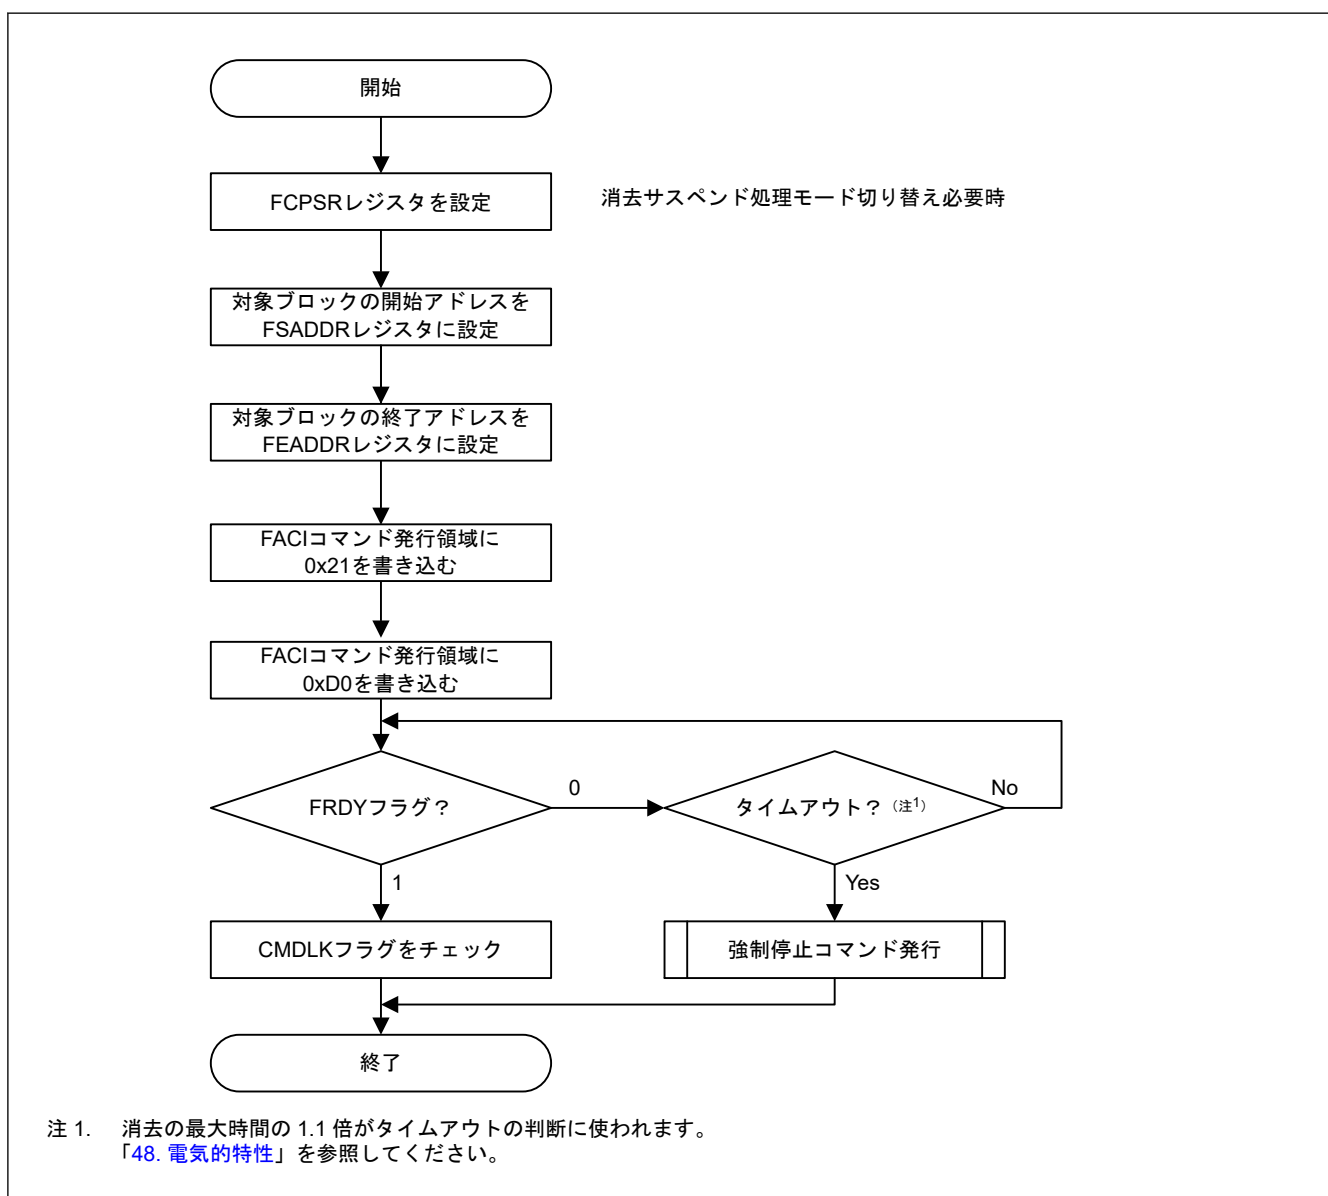 開始
FCPSRレジスタを設定
消去サスペンド処理モード切り替え必要時
対象ブロックの開始アドレスを
FSADDRレジスタに設定
対象ブロックの終了アドレスを
FEADDRレジスタに設定
FACIコマンド発行領域に
0x21を書き込む
FACIコマンド発行領域に
0xD0を書き込む
FRDYフラグ？
0
タイムアウト？（注1）
No
1
Yes
CMDLKフラグをチェック
強制停止コマンド発行
終了
注 1. 消去の最大時間の 1.1 倍がタイムアウトの判断に使われます。
「48. 電気的特性」を参照してください。